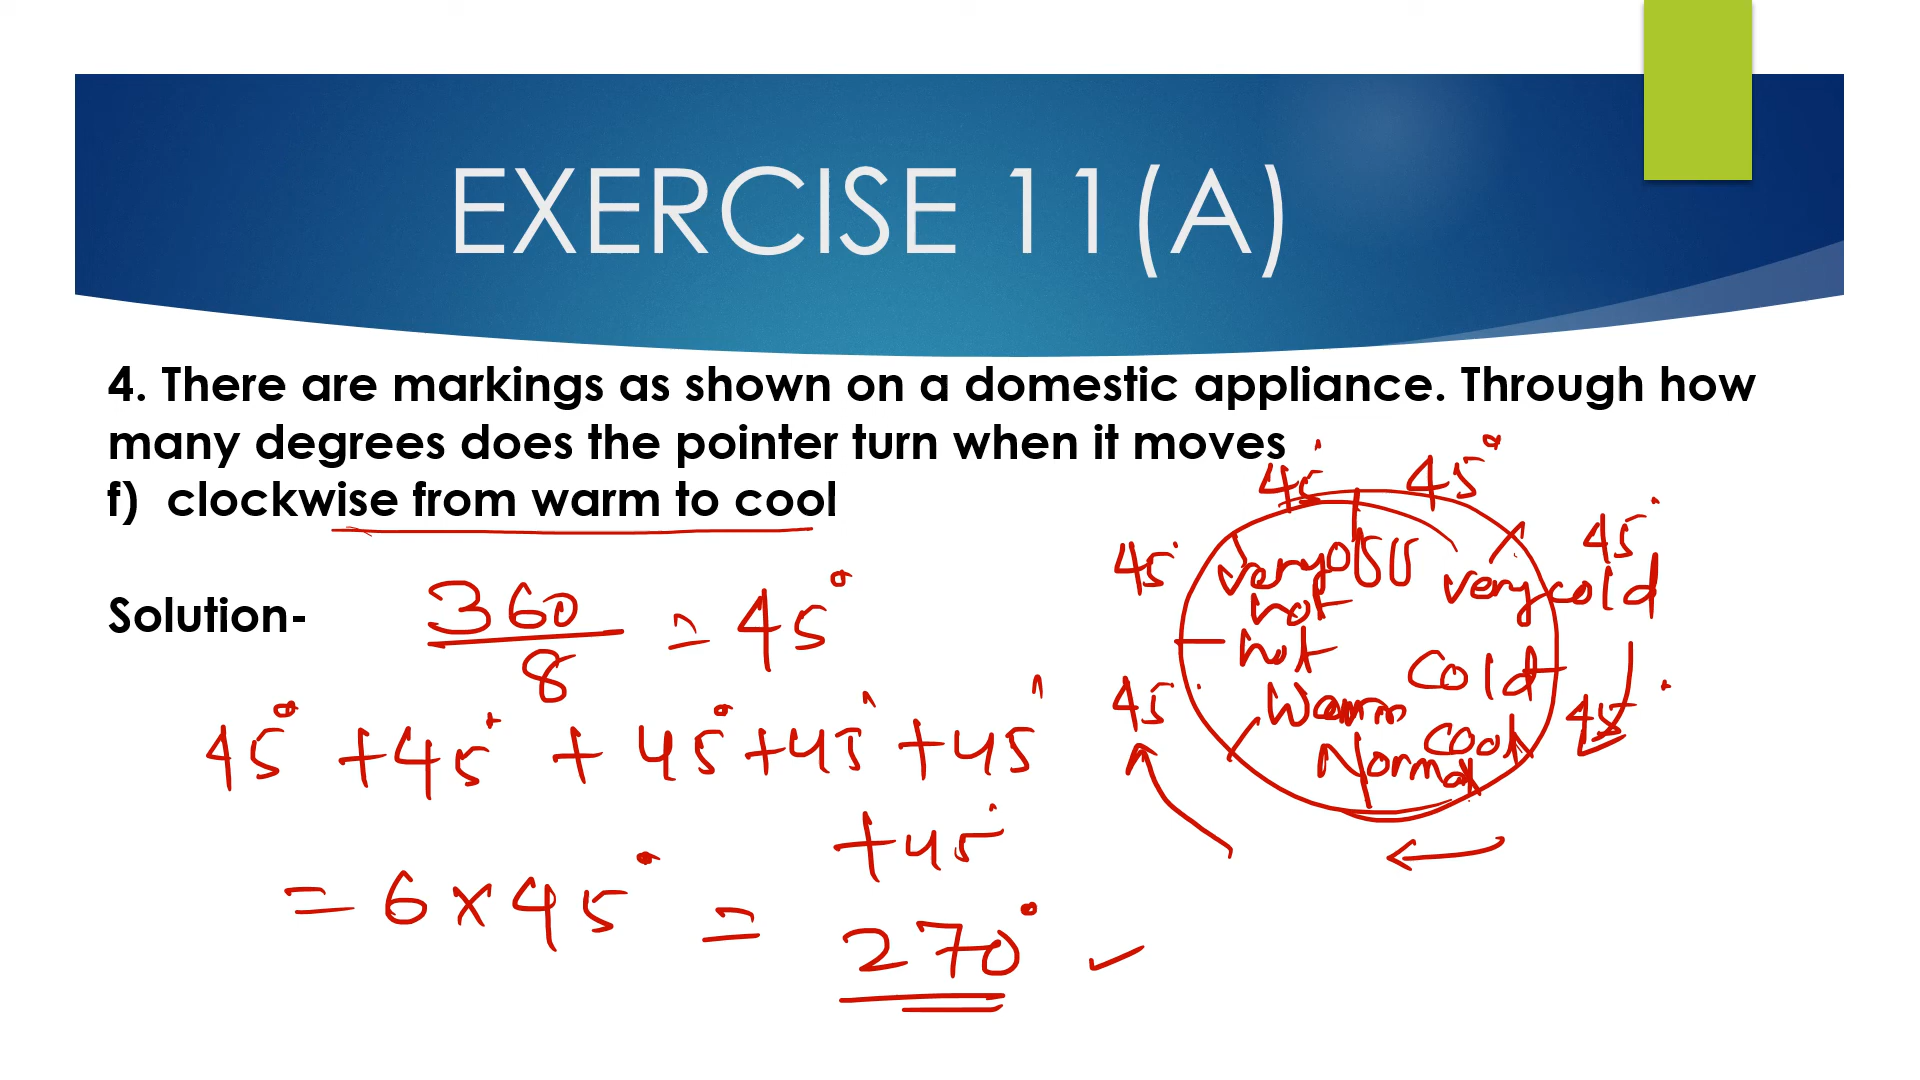 EXERCISE 11(A)
4. There are markings as shown on a domestic appliance. Through how
many degrees does the pointer turn when it moves
f) clockwise from warm to cool
Solution-
360/8 = 45°
45° + 45° + 45° + 45° + 45°
+ 45°
= 6 × 45° = 270° ✓
45° 45°
45° 45°
45° 45°
off
very hot
very cold
hot
cold
warm
cool
Normal